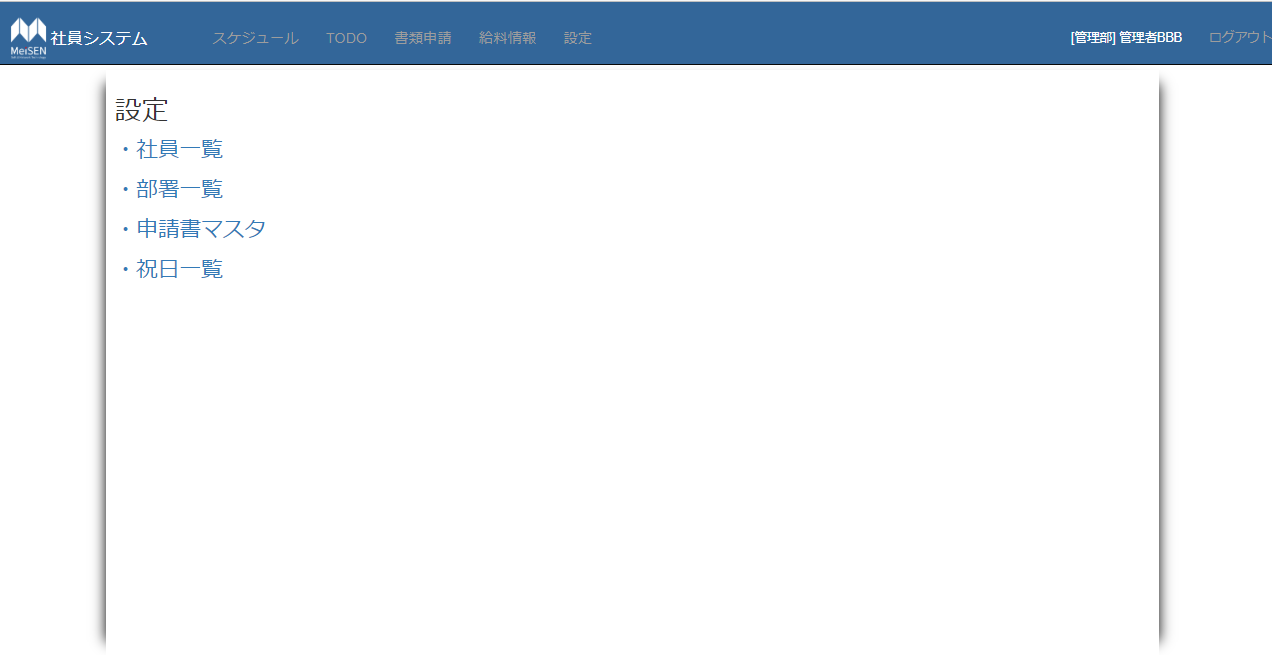 MeiSEN
社員システム スケジュール TODO 書類申請 給料情報 設定 [管理部] 管理者BBB ログアウト
設定
・社員一覧
・部署一覧
・申請書マスタ
・祝日一覧